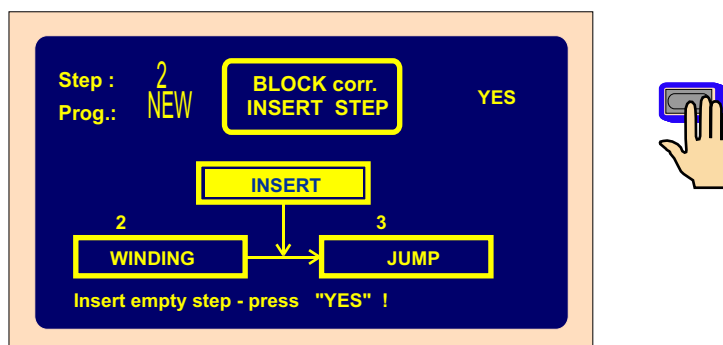 Step : 2 BLOCK corr. YES
Prog.: NEW INSERT STEP
INSERT
2 3
WINDING JUMP
Insert empty step - press "YES" !